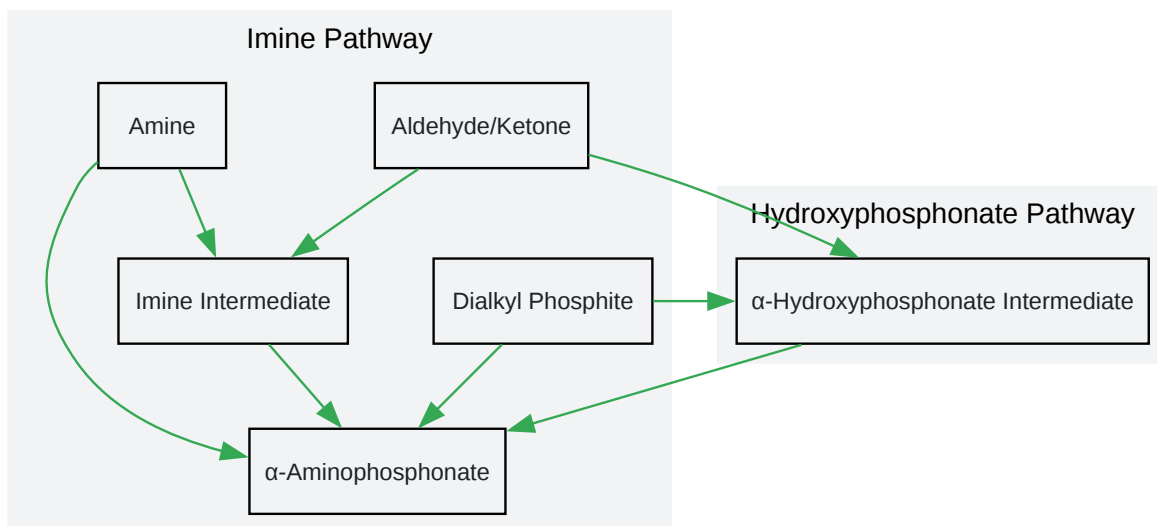 Imine Pathway
Amine
Aldehyde/Ketone
Hydroxyphosphonate Pathway
Imine Intermediate
Dialkyl Phosphite
α-Hydroxyphosphonate Intermediate
α-Aminophosphonate